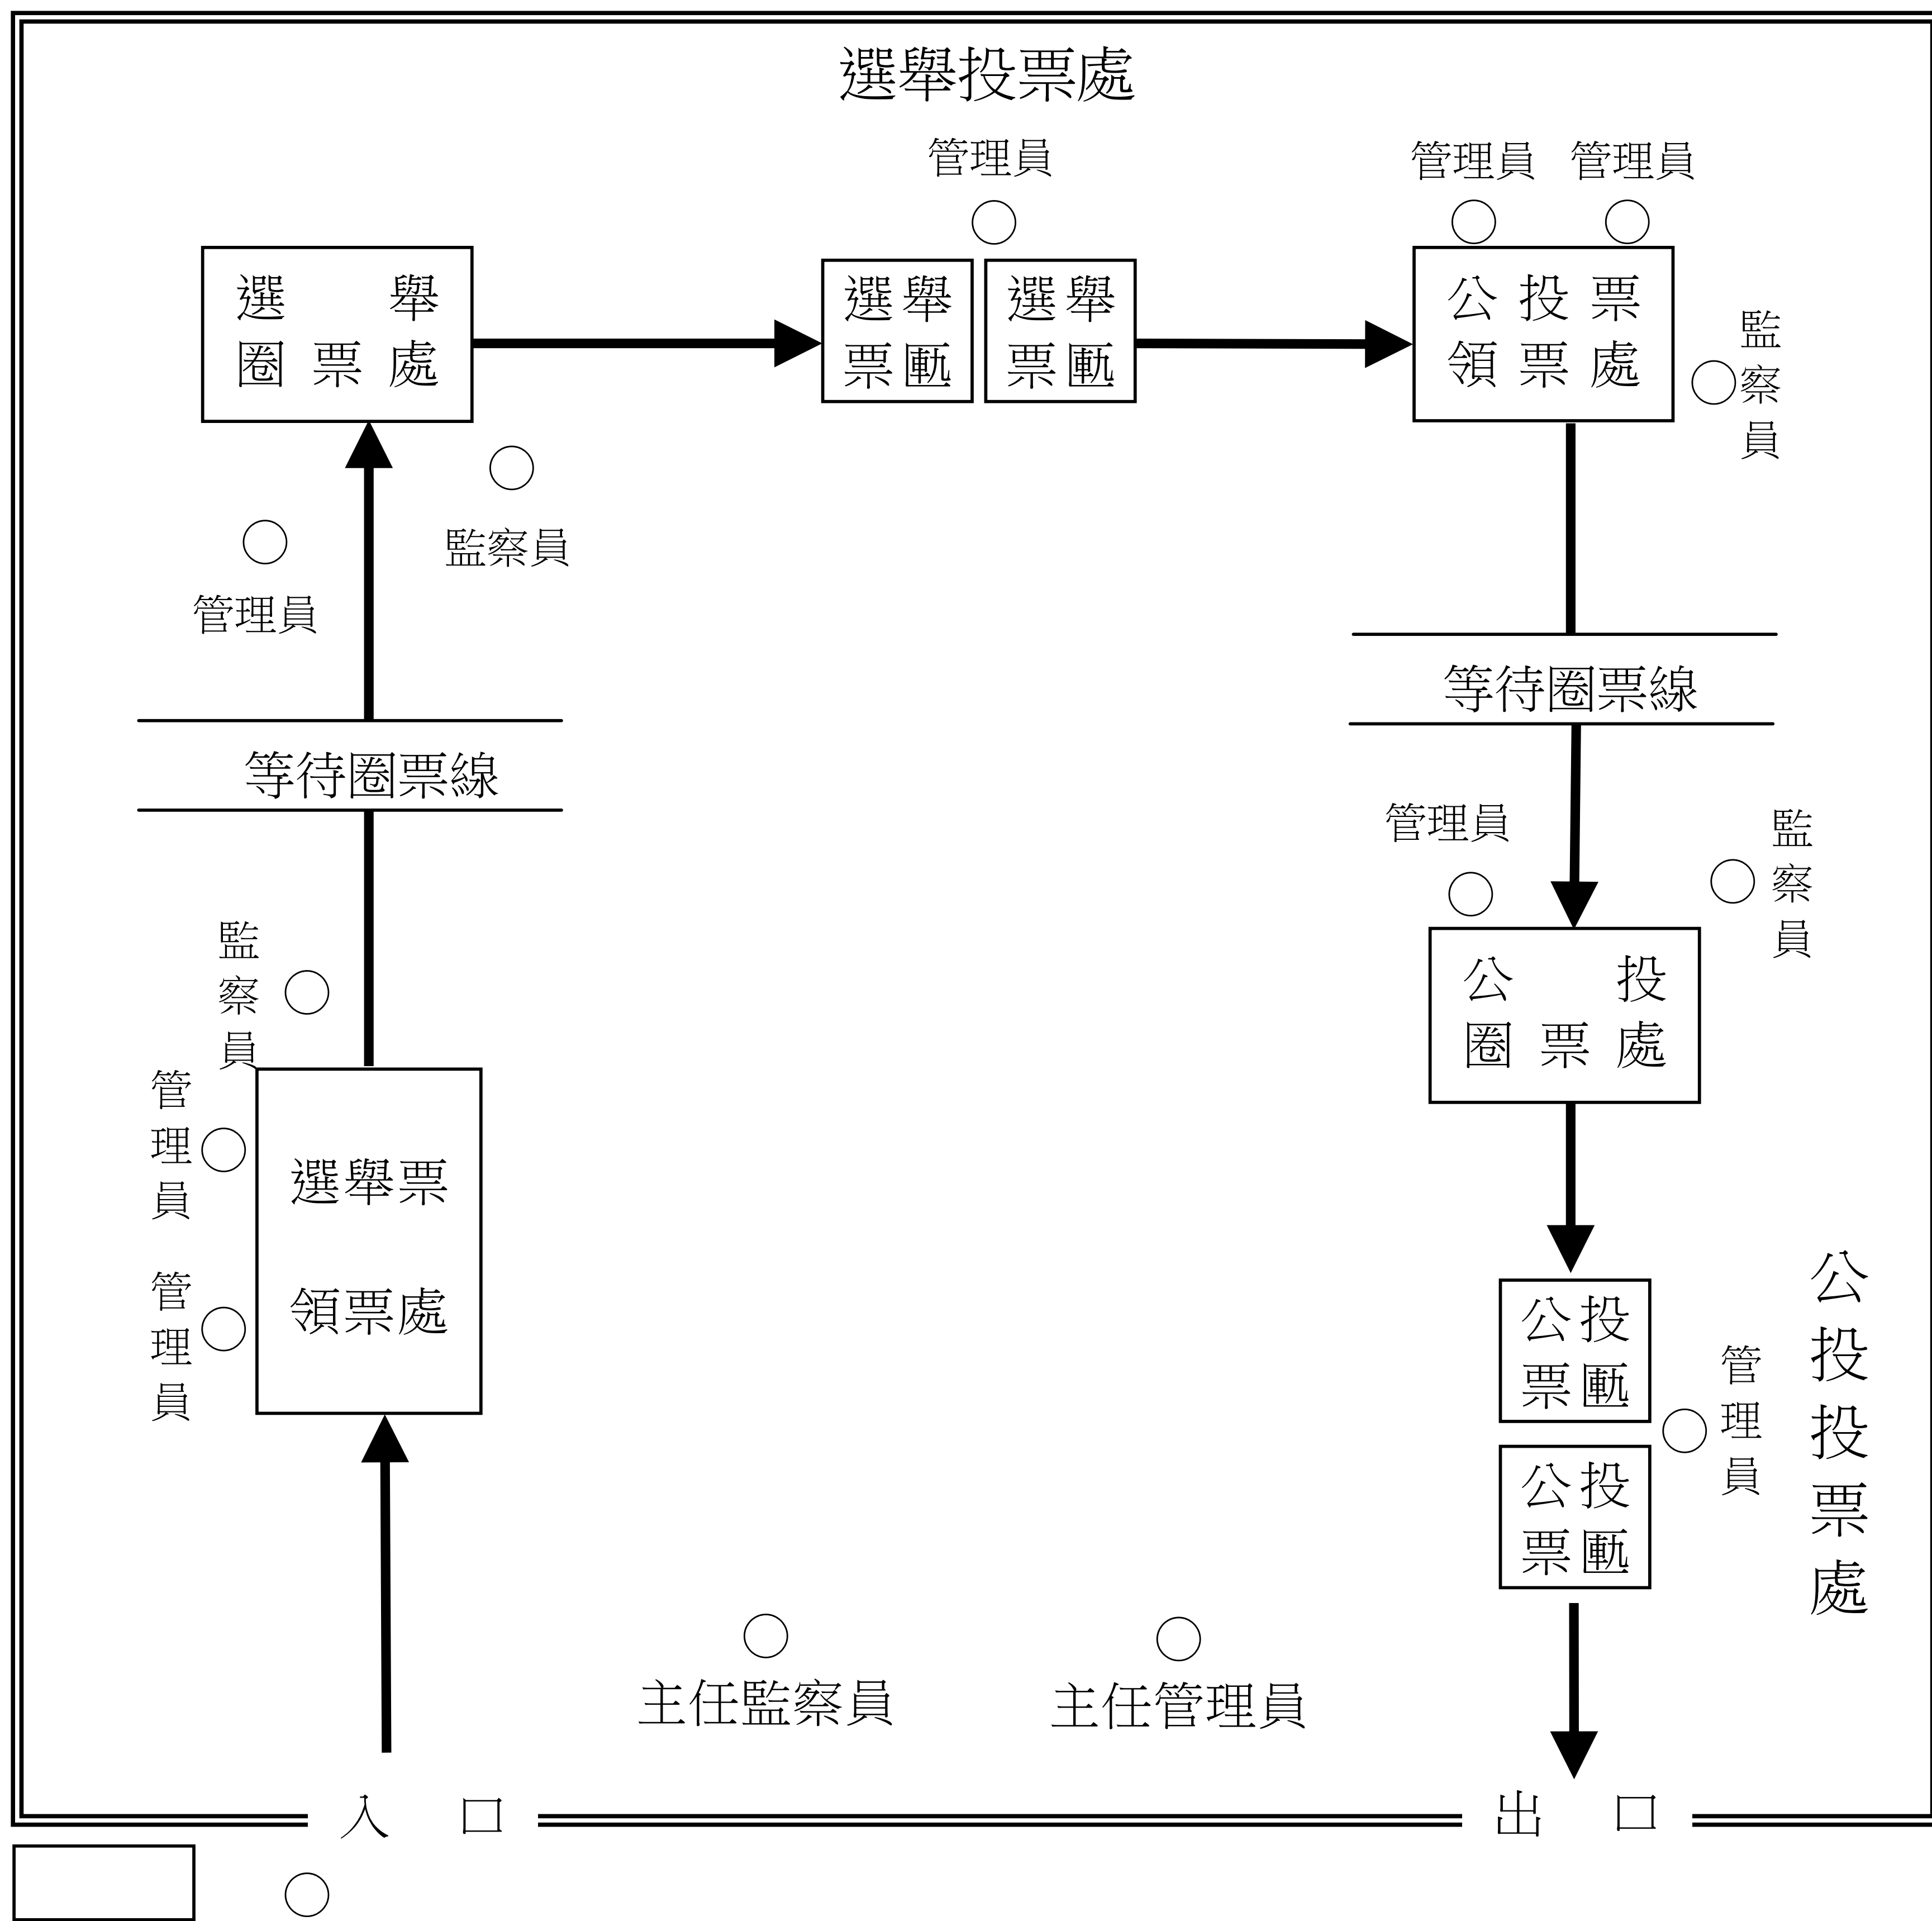 選舉投票處
管理員
管理員 管理員
選舉
圈票處
選舉
票匭
選舉
票匭
公投票
領票處
監察員
監察員
管理員
等待圈票線
等待圈票線
管理員
監察員
監察員
公投
圈票處
管理員
管理員
選舉票
領票處
公投
票匭
公投
票匭
管理員
公投投票處
主任監察員
主任管理員
入口
出口